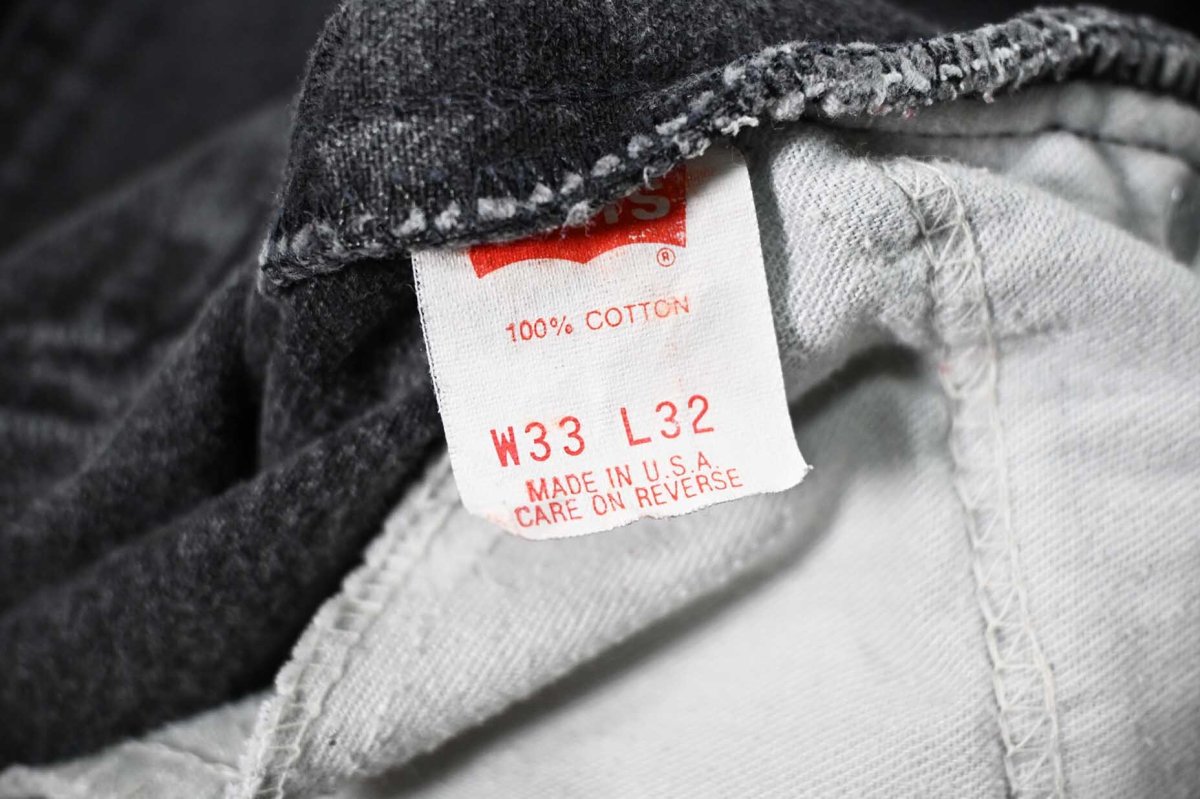 ®
100% COTTON
W33 L32
MADE IN U.S.A.
CARE ON REVERSE